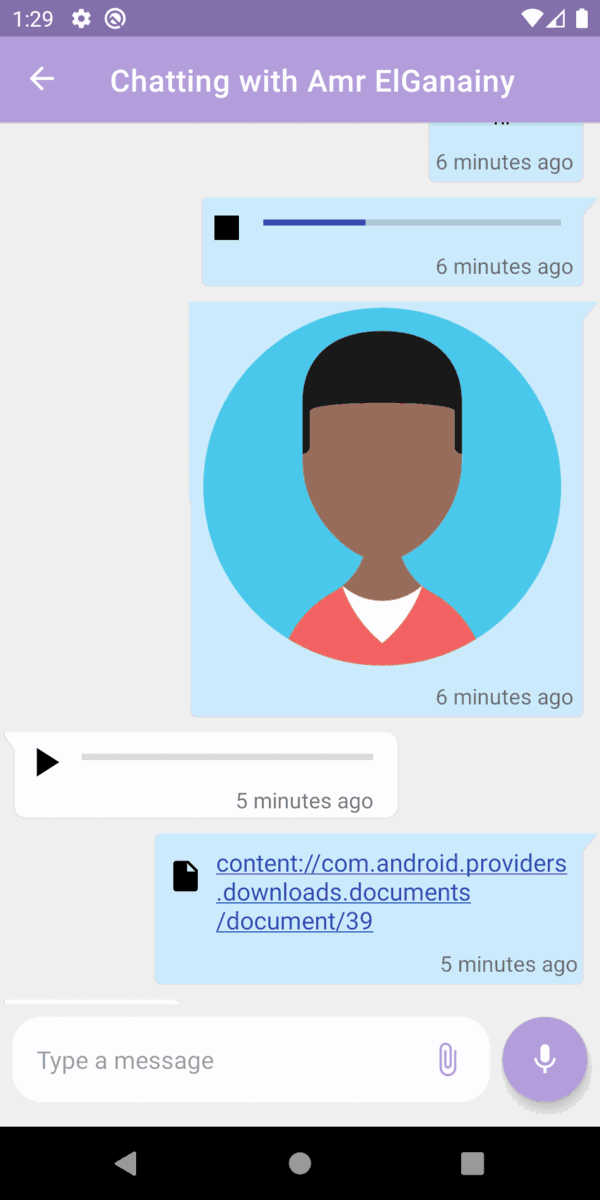 1:29
Chatting with Amr ElGanainy
6 minutes ago
6 minutes ago
6 minutes ago
5 minutes ago
content://com.android.providers
.downloads.documents
/document/39
5 minutes ago
Type a message